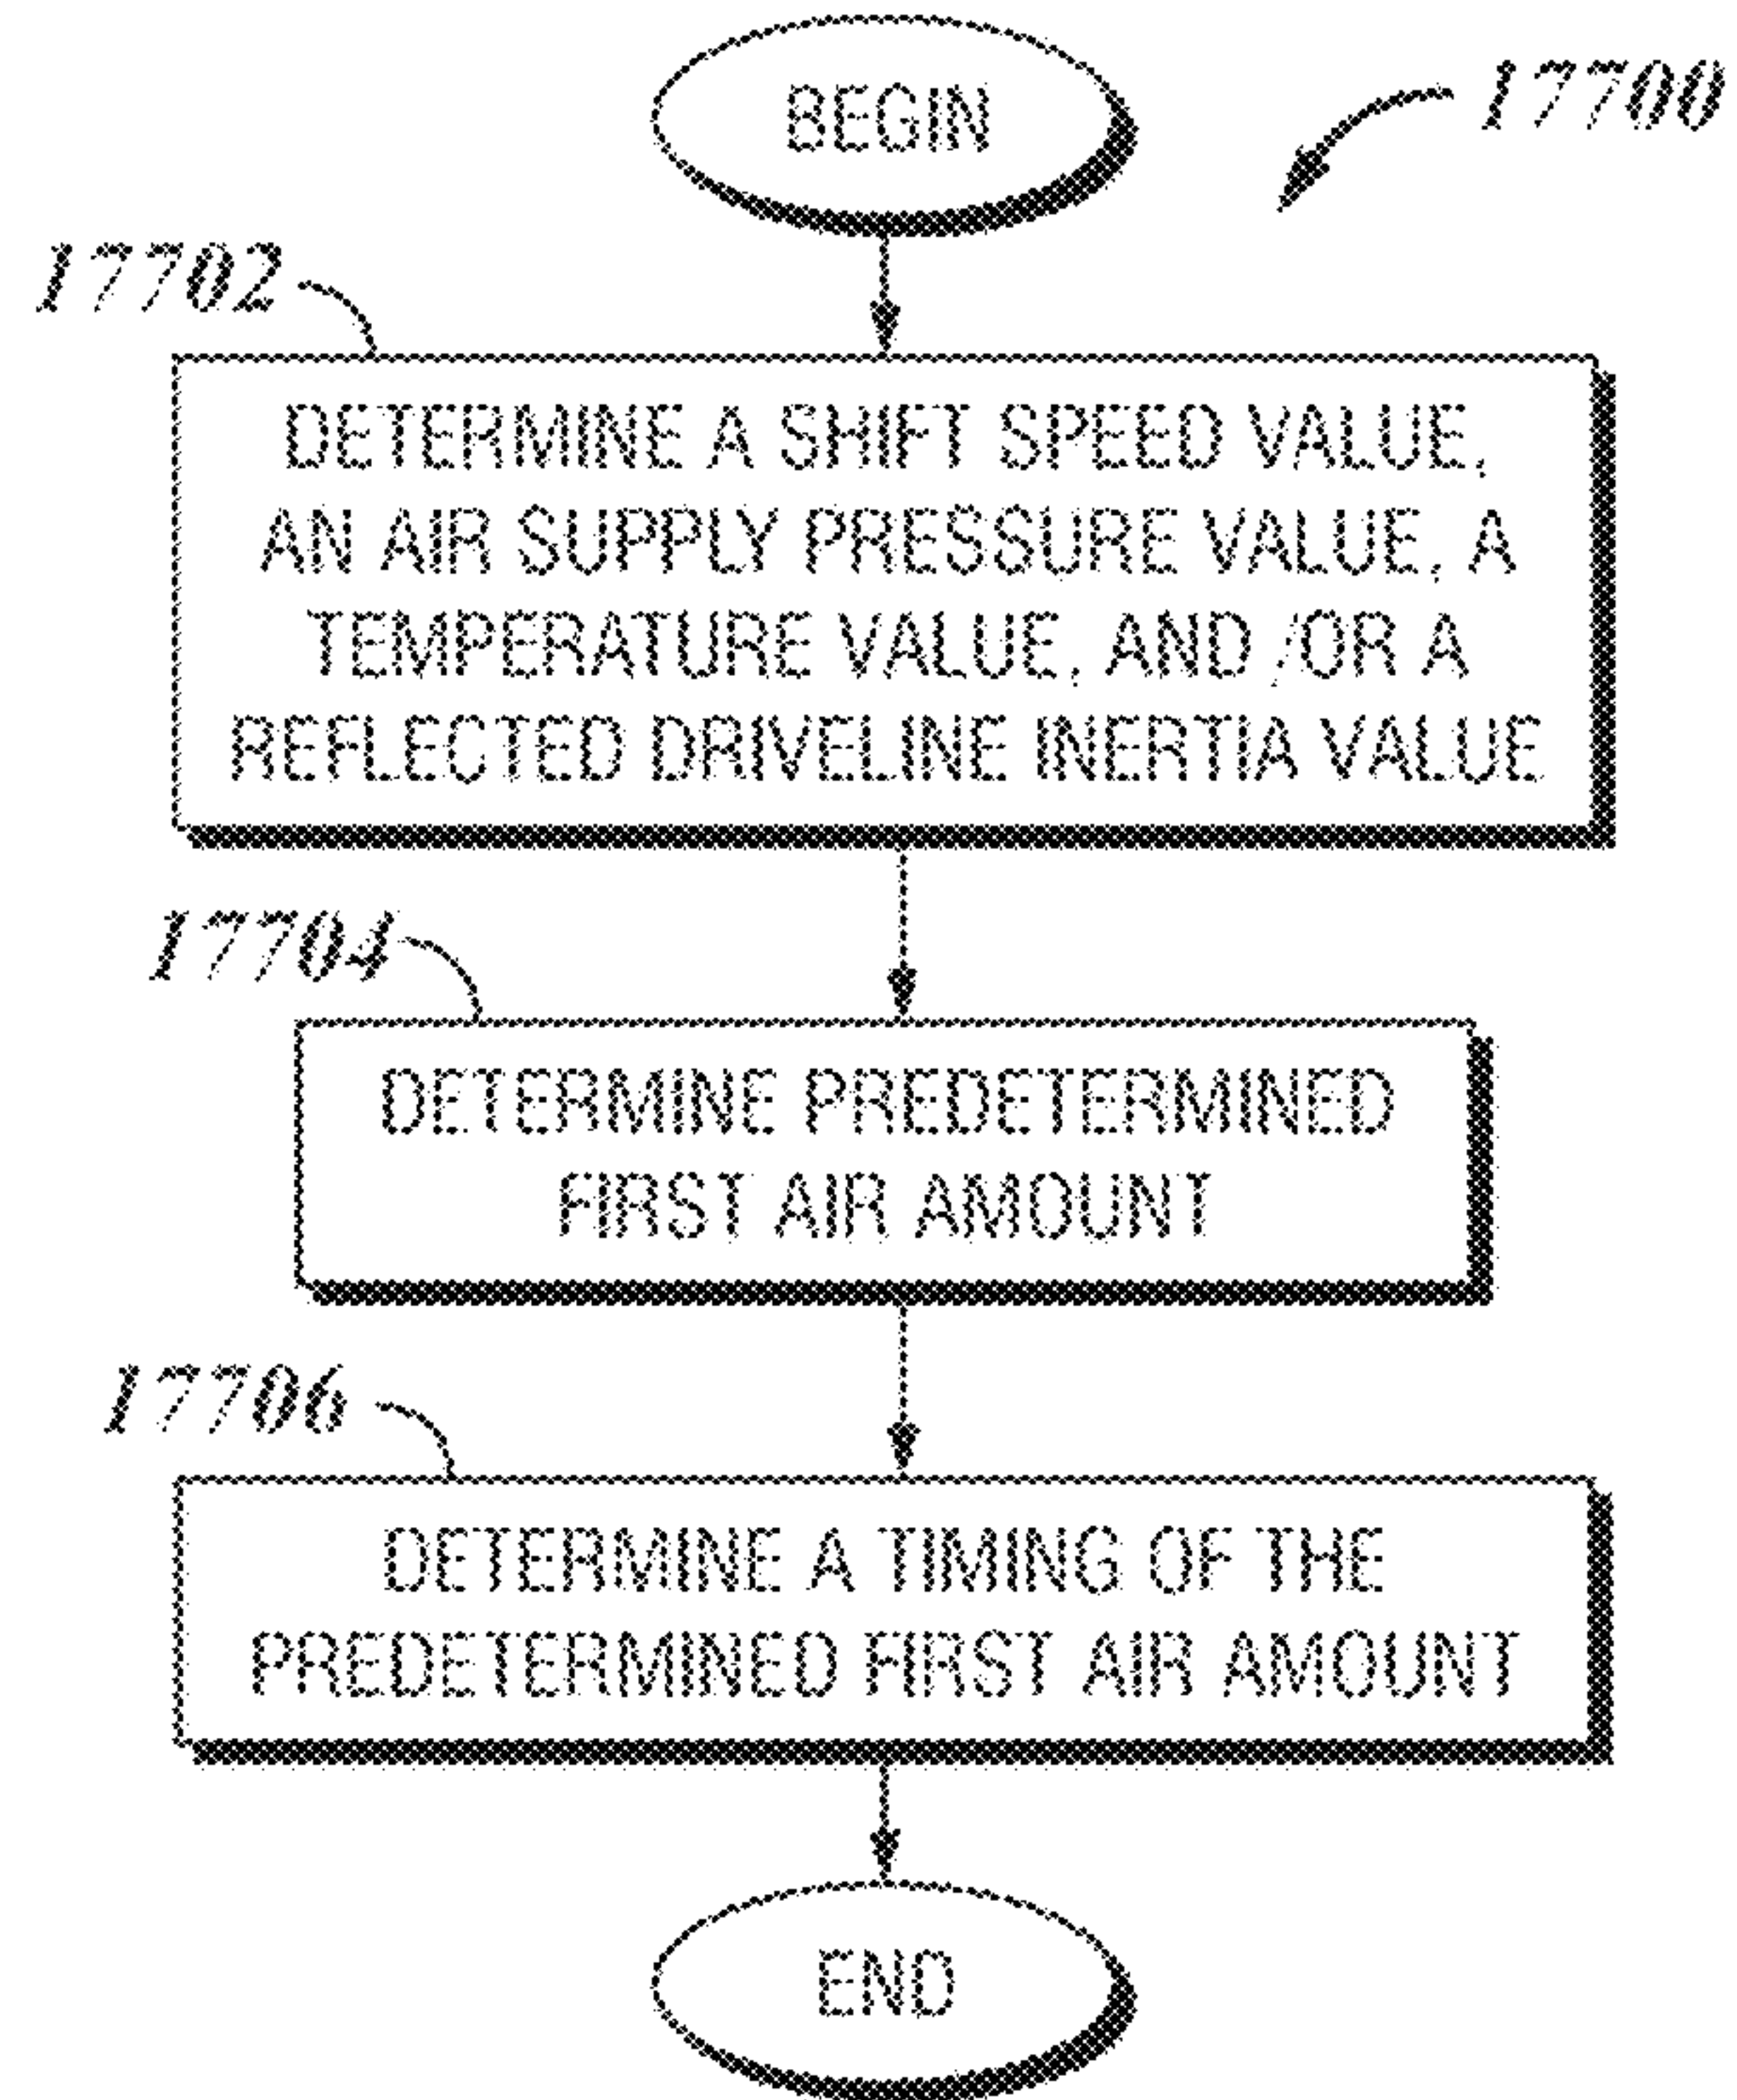 BEGIN
17700
17702
DETERMINE A SHIFT SPEED VALUE,
AN AIR SUPPLY PRESSURE VALUE, A
TEMPERATURE VALUE, AND /OR A
REFLECTED DRIVELINE INERTIA VALUE
17704
DETERMINE PREDETERMINED
FIRST AIR AMOUNT
17706
DETERMINE A TIMING OF THE
PREDETERMINED FIRST AIR AMOUNT
END